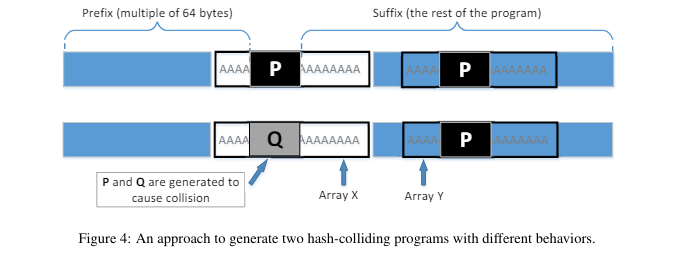 Prefix (multiple of 64 bytes) Suffix (the rest of the program)
AAAA P AAAAAAAA AAAA P AAAAAAA
AAAA Q AAAAAAAA AAAA P AAAAAAA
P and Q are generated to
cause collision
Array X Array Y
Figure 4: An approach to generate two hash-colliding programs with different behaviors.